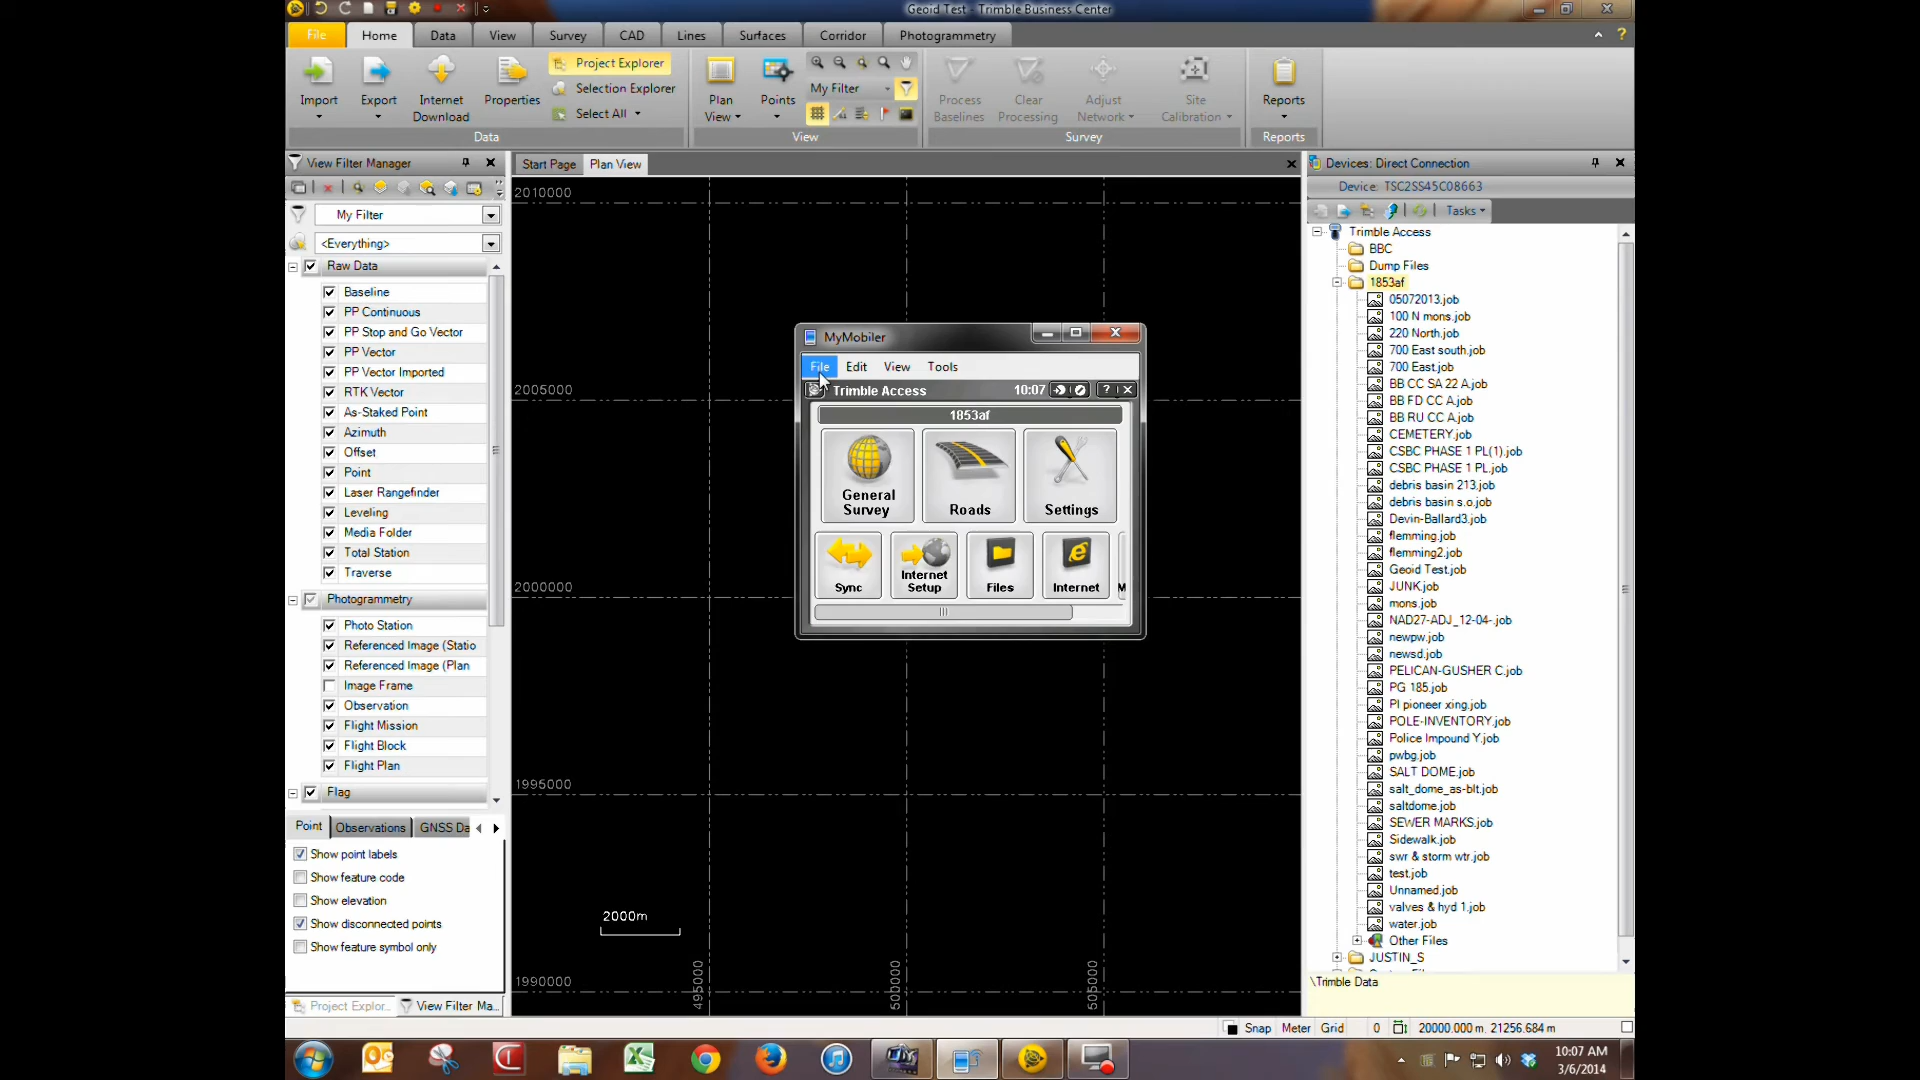 Geoid Test - Trimble Business Center
File
Home
Data
View
Survey
CAD
Lines
Surfaces
Corridor
Photogrammetry
Import
Export
Internet Download
Properties
Project Explorer
Selection Explorer
Select All
Data
Plan View
Points
My Filter
View
Process Baselines
Clear Processing
Adjust Network
Site Calibration
Survey
Reports
Reports
View Filter Manager
My Filter
<Everything>
Raw Data
Baseline
PP Continuous
PP Stop and Go Vector
PP Vector
PP Vector Imported
RTK Vector
As-Staked Point
Azimuth
Offset
Point
Laser Rangefinder
Leveling
Media Folder
Total Station
Traverse
Photogrammetry
Photo Station
Referenced Image (Statio
Referenced Image (Plan
Image Frame
Observation
Flight Mission
Flight Block
Flight Plan
Flag
Point
Observations
GNSS Da
Show point labels
Show feature code
Show elevation
Show disconnected points
Show feature symbol only
Project Explor...
View Filter Ma...
Start Page
Plan View
2010000
2005000
2000000
1995000
1990000
2000m
495000
500000
505000
MyMobiler
File
Edit
View
Tools
Trimble Access
10:07
?
1853af
General Survey
Roads
Settings
Sync
Internet Setup
Files
Internet
M
Devices: Direct Connection
Device: TSC2SS45C08663
Tasks
Trimble Access
BBC
Dump Files
1853af
05072013.job
100 N mons.job
220 North.job
700 East south.job
700 East.job
BB CC SA 22 A.job
BB FD CC A.job
BB RU CC A.job
CEMETERY.job
CSBC PHASE 1 PL(1).job
CSBC PHASE 1 PL.job
debris basin 213.job
debris basin s.o.job
Devin-Ballard3.job
flemming.job
flemming2.job
Geoid Test.job
JUNK.job
mons.job
NAD27-ADJ_12-04-.job
newpw.job
newsd.job
PELICAN-GUSHER C.job
PG 185.job
PI pioneer xing.job
POLE-INVENTORY.job
Police Impound Y.job
pwbg.job
SALT DOME.job
salt_dome_as-blt.job
saltdome.job
SEWER MARKS.job
Sidewalk.job
swr & storm wtr.job
test.job
Unnamed.job
valves & hyd 1.job
water.job
Other Files
JUSTIN_S
\Trimble Data
Snap
Meter
Grid
0
20000.000 m, 21256.684 m
10:07 AM
3/6/2014